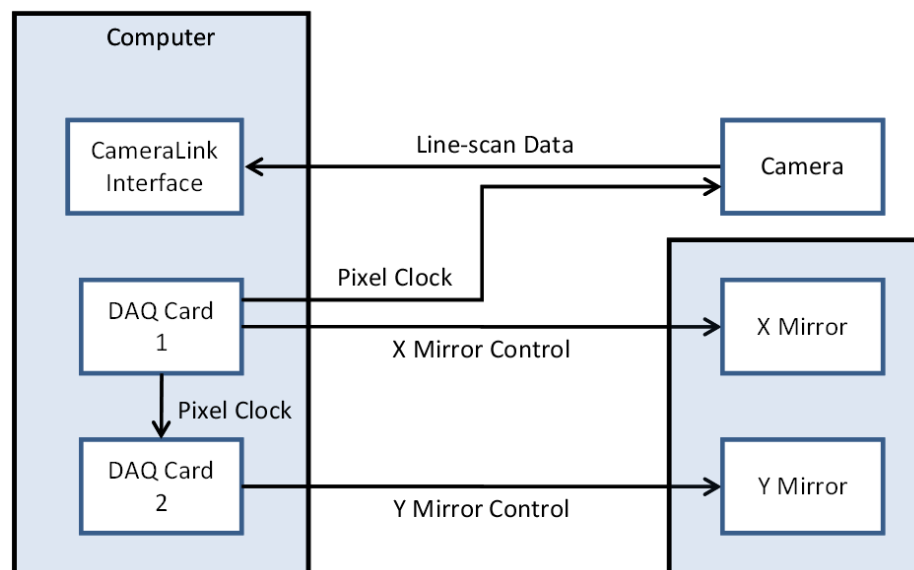 Computer
CameraLink
Interface
Line-scan Data
Camera
Pixel Clock
DAQ Card
1
X Mirror Control
X Mirror
Pixel Clock
DAQ Card
2
Y Mirror Control
Y Mirror